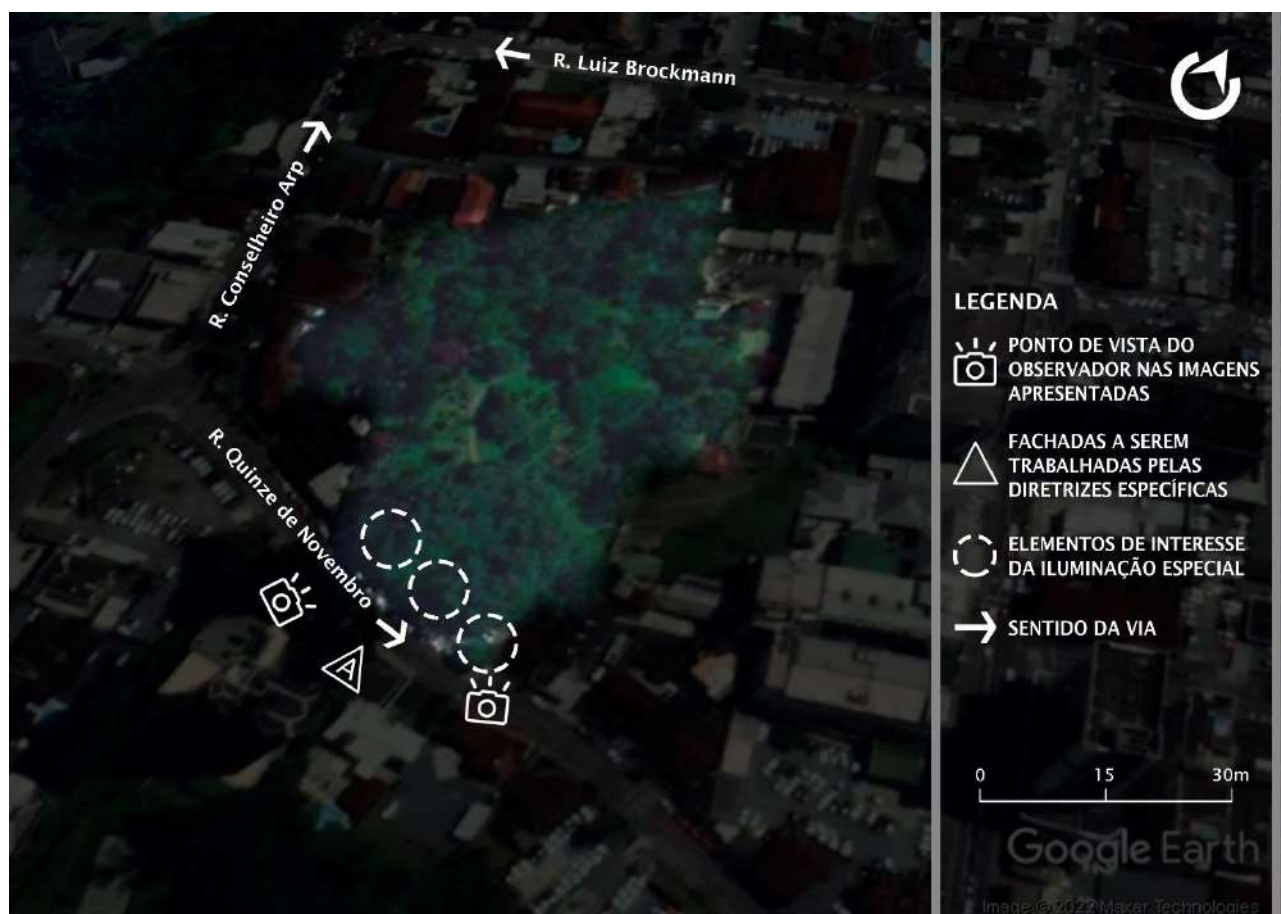 R. Luiz Brockmann
R. Conselheiro Arp
R. Quinze de Novembro
A
LEGENDA
PONTO DE VISTA DO
OBSERVADOR NAS IMAGENS
APRESENTADAS
FACHADAS A SEREM
TRABALHADAS PELAS
DIRETRIZES ESPECÍFICAS
ELEMENTOS DE INTERESSE
DA ILUMINAÇÃO ESPECIAL
SENTIDO DA VIA
0 15 30m
Google Earth
Image © 2022 Maxar Technologies